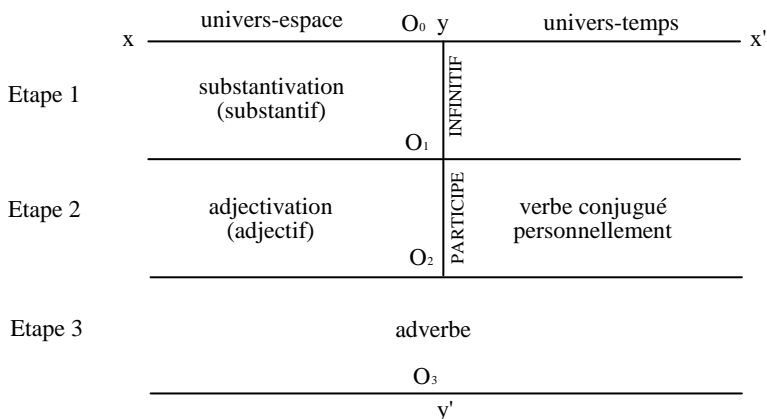 univers-espace O₀ y univers-temps
x x'
Etape 1 substantivation
(substantif)
INFINITIF
O₁
Etape 2 adjectivation verbe conjugué
(adjectif) personnellement
PARTICIPE
O₂
Etape 3 adverbe
O₃
y'